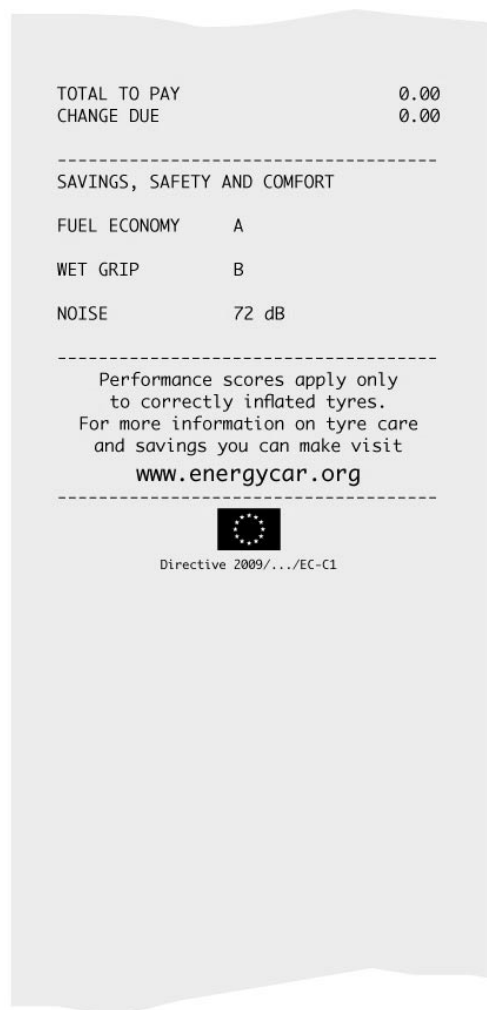 TOTAL TO PAY 0.00
CHANGE DUE 0.00
-------------------------------------
SAVINGS, SAFETY AND COMFORT
FUEL ECONOMY A
WET GRIP B
NOISE 72 dB
-------------------------------------
Performance scores apply only
to correctly inflated tyres.
For more information on tyre care
and savings you can make visit
www.energycar.org
-------------------------------------
Directive 2009/.../EC-C1